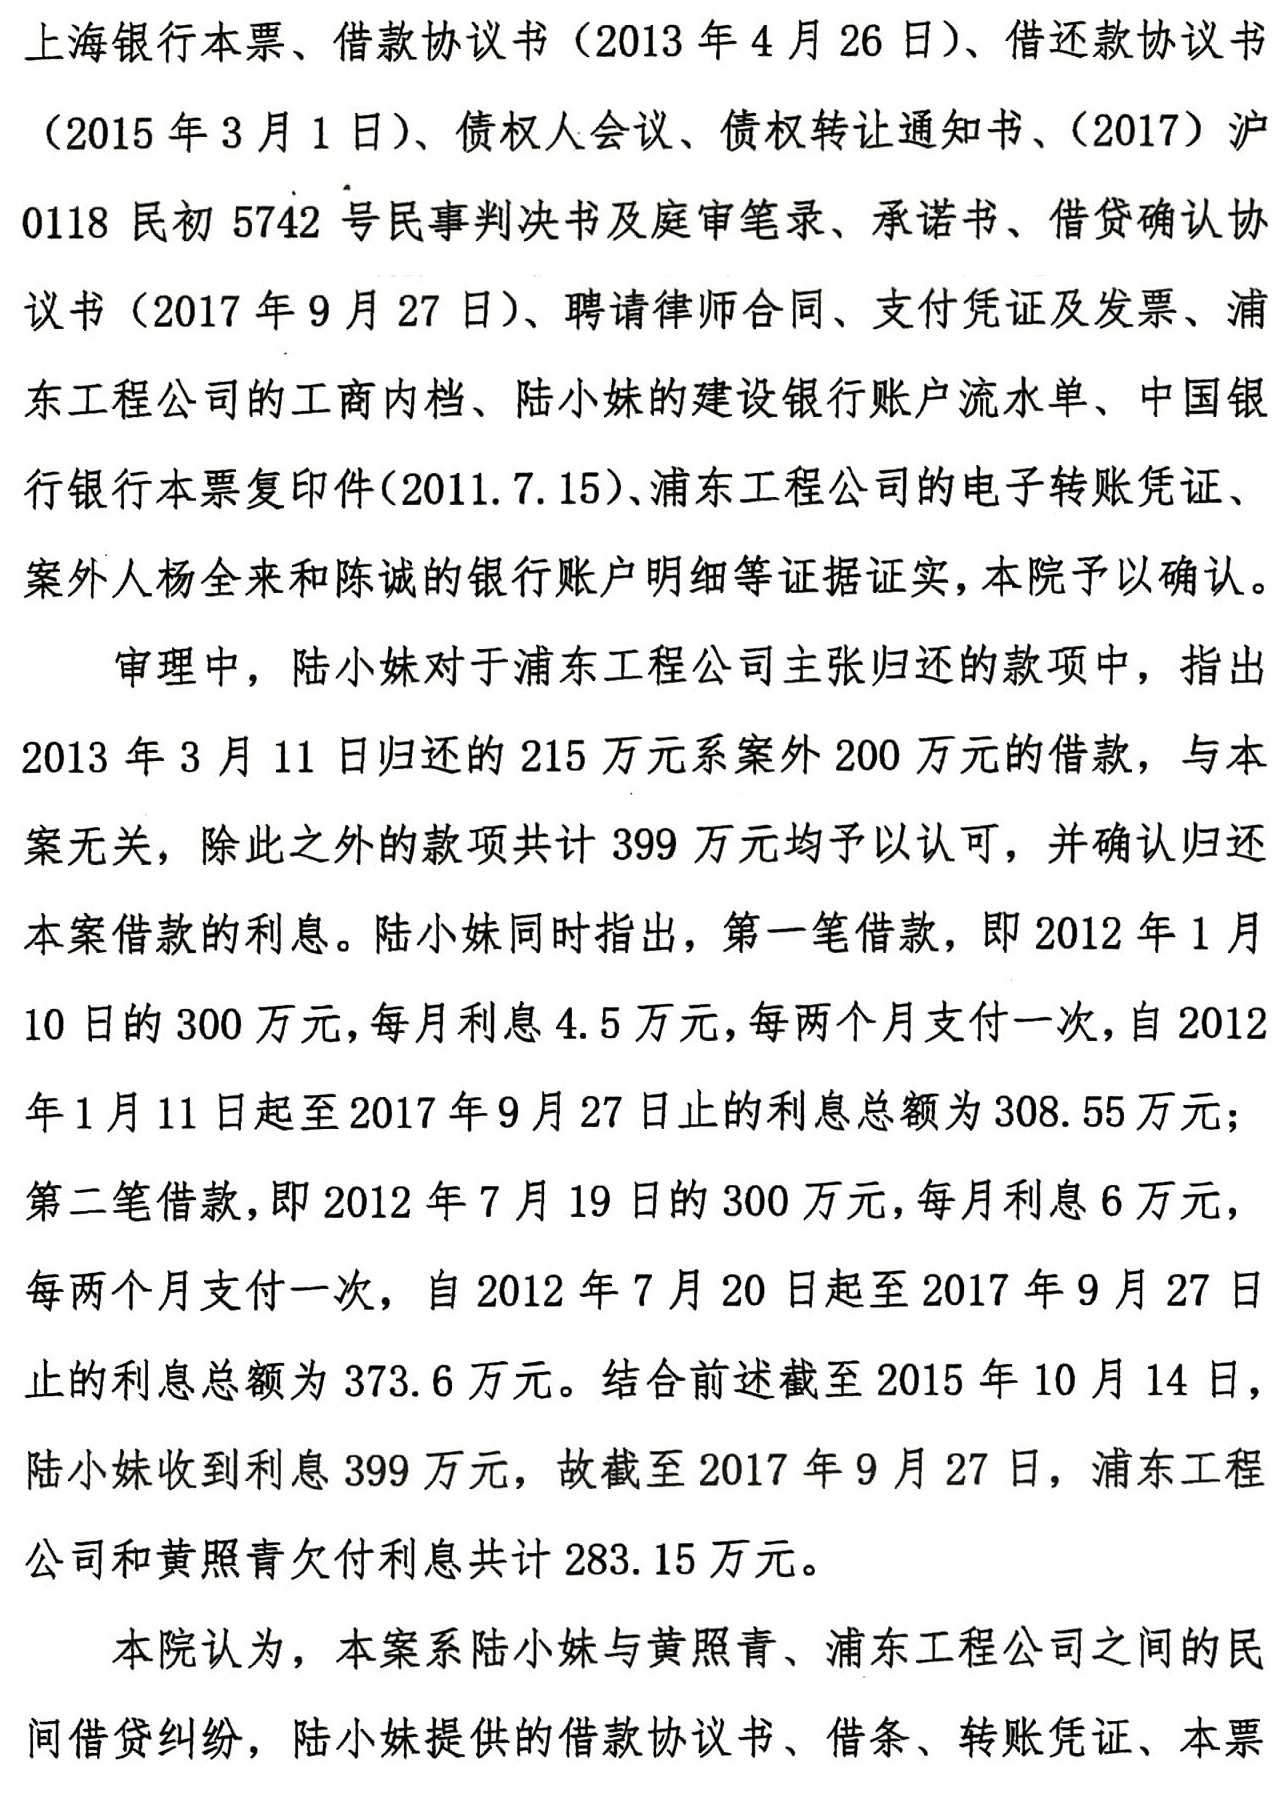 上海银行本票、借款协议书（2013 年 4 月 26 日）、借还款协议书
（2015 年 3 月 1 日）、债权人会议、债权转让通知书、（2017）沪
0118 民初 5742 号民事判决书及庭审笔录、承诺书、借贷确认协
议书（2017 年 9 月 27 日）、聘请律师合同、支付凭证及发票、浦
东工程公司的工商内档、陆小妹的建设银行账户流水单、中国银
行银行本票复印件（2011.7.15）、浦东工程公司的电子转账凭证、
案外人杨全来和陈诚的银行账户明细等证据证实，本院予以确认。
审理中，陆小妹对于浦东工程公司主张归还的款项中，指出
2013 年 3 月 11 日归还的 215 万元系案外 200 万元的借款，与本
案无关，除此之外的款项共计 399 万元均予以认可，并确认归还
本案借款的利息。陆小妹同时指出，第一笔借款，即 2012 年 1 月
10 日的 300 万元，每月利息 4.5 万元，每两个月支付一次，自 2012
年 1 月 11 日起至 2017 年 9 月 27 日止的利息总额为 308.55 万元；
第二笔借款，即 2012 年 7 月 19 日的 300 万元，每月利息 6 万元，
每两个月支付一次，自 2012 年 7 月 20 日起至 2017 年 9 月 27 日
止的利息总额为 373.6 万元。结合前述截至 2015 年 10 月 14 日，
陆小妹收到利息 399 万元，故截至 2017 年 9 月 27 日，浦东工程
公司和黄照青欠付利息共计 283.15 万元。
本院认为，本案系陆小妹与黄照青、浦东工程公司之间的民
间借贷纠纷，陆小妹提供的借款协议书、借条、转账凭证、本票